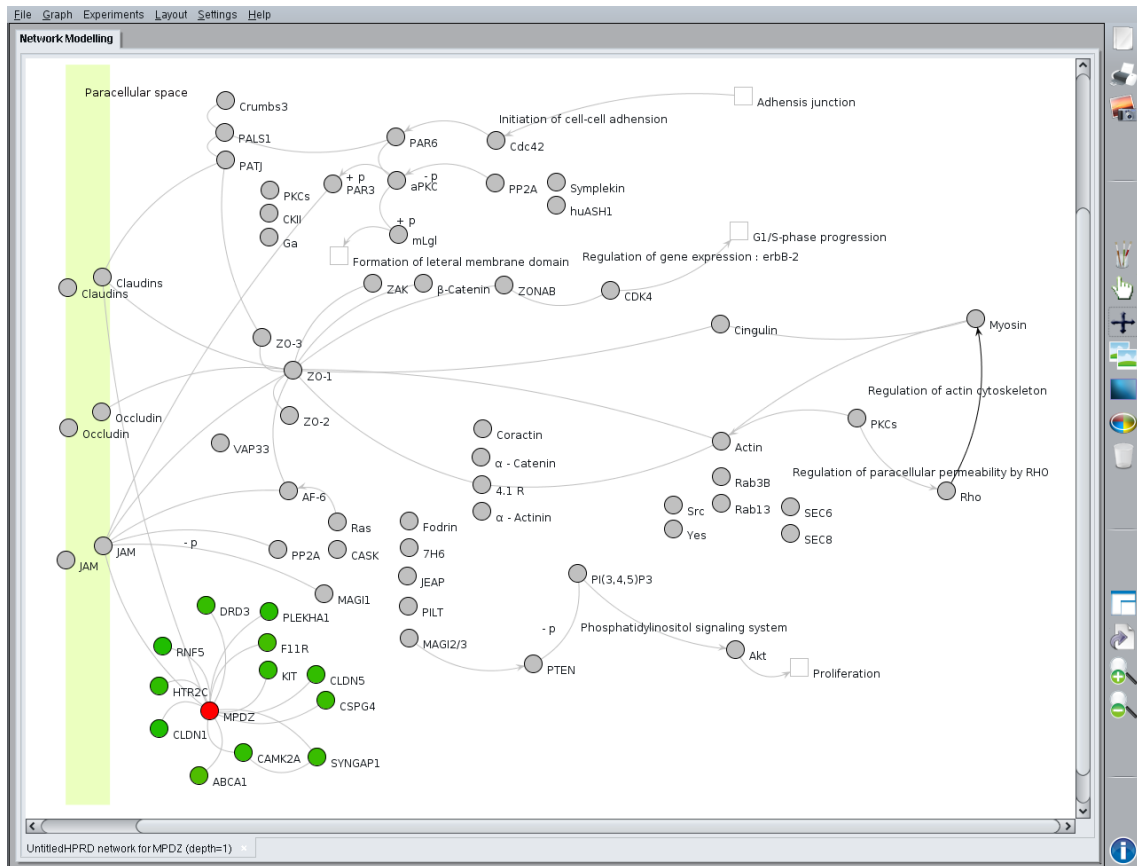 File Graph Experiments Layout Settings Help
Network Modelling
Paracellular space
Crumbs3
Adhensis junction
Initiation of cell-cell adhension
PALS1
PAR6
Cdc42
PATJ
+ p
- p
PKCs
PAR3
aPKC
PP2A
Symplekin
huASH1
CKII
+ p
Ga
mLgl
G1/S-phase progression
Formation of leteral membrane domain
Regulation of gene expression : erbB-2
Claudins
Claudins
ZAK
β-Catenin
ZONAB
CDK4
Cingulin
Myosin
ZO-3
ZO-1
Regulation of actin cytoskeleton
Occludin
Occludin
ZO-2
PKCs
VAP33
Coractin
Actin
α - Catenin
Regulation of paracellular permeability by RHO
AF-6
4.1 R
Rab3B
Rho
Src
Rab13
SEC6
α - Actinin
Ras
Fodrin
Yes
SEC8
JAM
- p
PP2A
CASK
7H6
JAM
JEAP
PI(3,4,5)P3
MAGI1
DRD3
PLEKHA1
PILT
- p
Phosphatidylinositol signaling system
RNF5
F11R
MAGI2/3
Akt
KIT
CLDN5
PTEN
Proliferation
HTR2C
CSPG4
MPDZ
CLDN1
CAMK2A
SYNGAP1
ABCA1
UntitledHPRD network for MPDZ (depth=1)